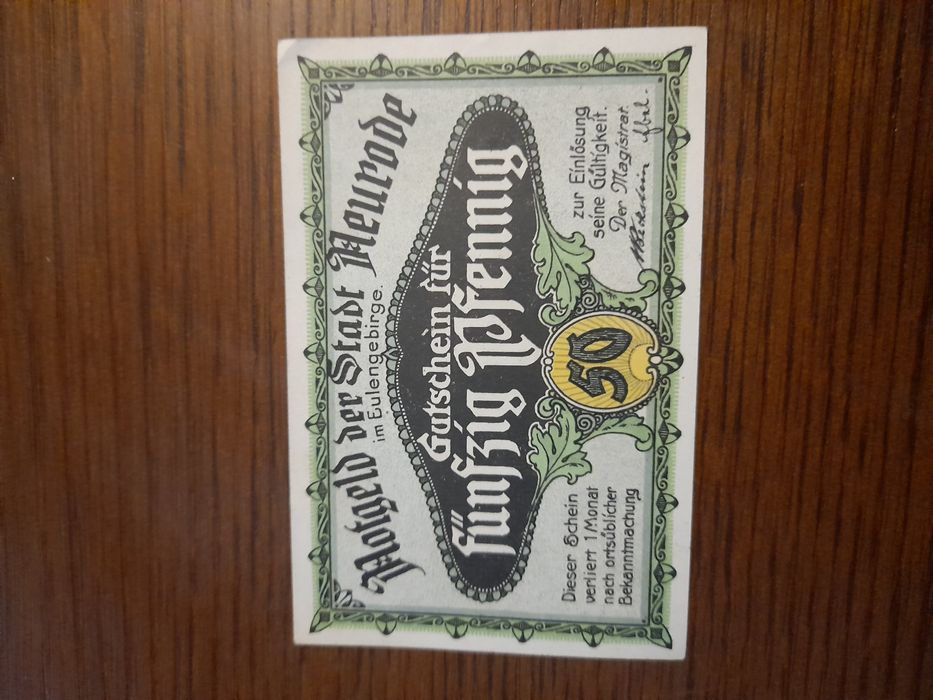 Notgeld der Stadt Neurode
im Eulengebirge.
Gutschein für
fünfzig Pfennig
50
Dieser Schein
verliert 1 Monat
nach ortsüblicher
Bekanntmachung
zur Einlösung
seine Gültigkeit.
Der Magistrat.